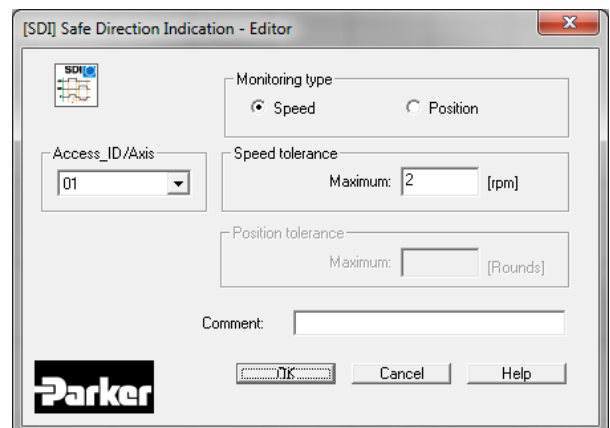 [SDI] Safe Direction Indication - Editor
SDI
Monitoring type
Speed
Position
Access_ID/Axis
01
Speed tolerance
Maximum: 2 [rpm]
Position tolerance
Maximum: [Rounds]
Comment:
OK
Cancel
Help
Parker